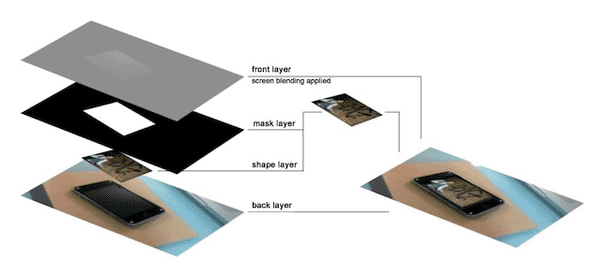 front layer
screen blending applied
mask layer
shape layer
back layer